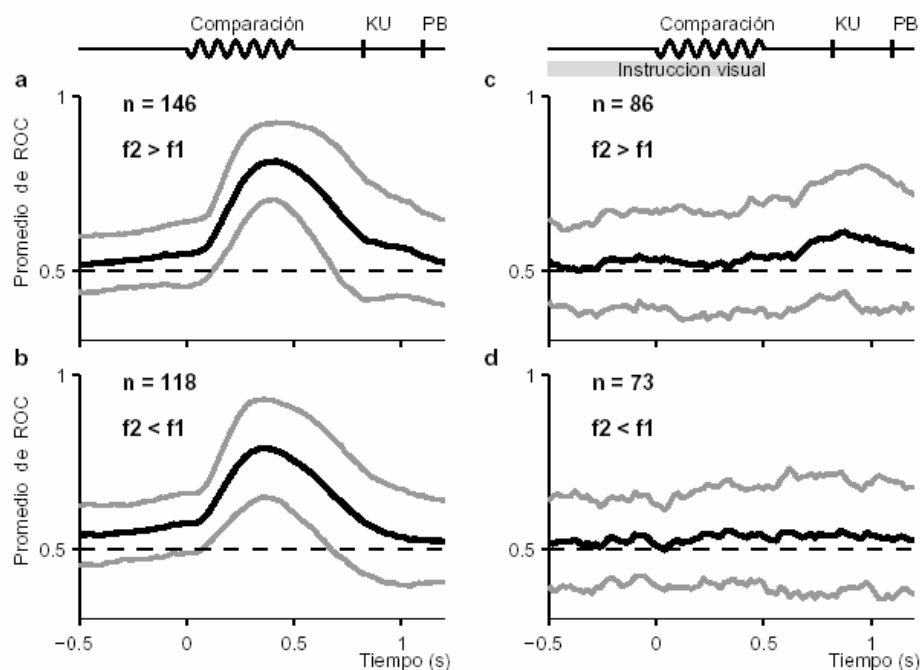 Comparación KU PB
Comparación KU PB
Instruccion visual
a
1
n = 146
f2 > f1
Promedio de ROC
0.5
c
n = 86
f2 > f1
0 0.5 1
b
1
n = 118
f2 < f1
Promedio de ROC
0.5
−0.5 0 0.5 1
Tiempo (s)
d
n = 73
f2 < f1
−0.5 0 0.5 1
Tiempo (s)